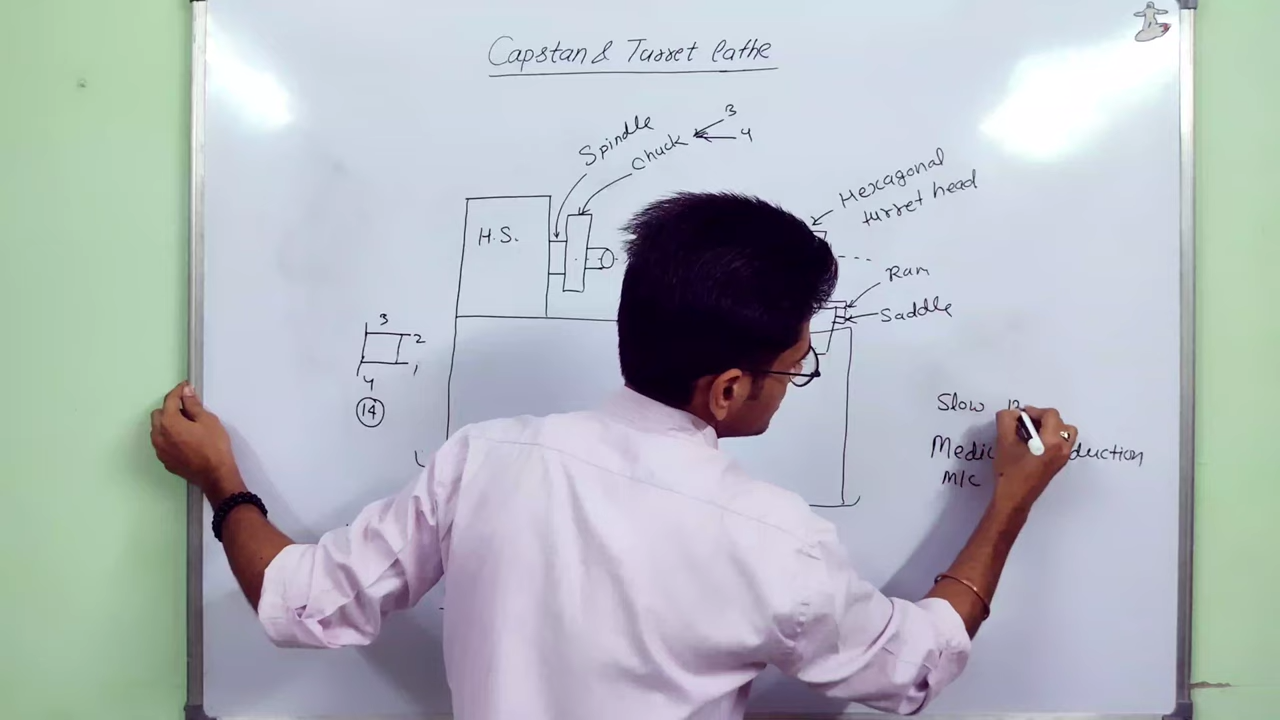 Capstan & Turret lathe
Spindle
Chuck
3
4
Hexagonal
turret head
H.S.
Ram
Saddle
3
2
4
1
14
Slow
duction
M/C